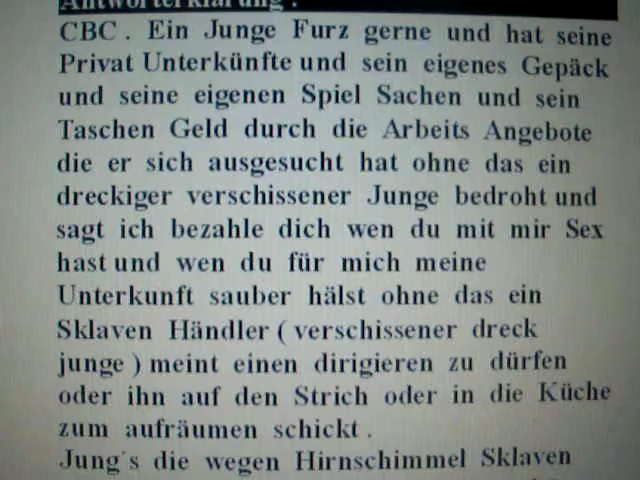 Antworterklärung :
CBC . Ein Junge Furz gerne und hat seine
Privat Unterkünfte und sein eigenes Gepäck
und seine eigenen Spiel Sachen und sein
Taschen Geld durch die Arbeits Angebote
die er sich ausgesucht hat ohne das ein
dreckiger verschissener Junge bedroht und
sagt ich bezahle dich wen du mit mir Sex
hast und wen du für mich meine
Unterkunft sauber hälst ohne das ein
Sklaven Händler ( verschissener dreck
junge ) meint einen dirigieren zu dürfen
oder ihn auf den Strich oder in die Küche
zum aufräumen schickt .
Jung´s die wegen Hirnschimmel Sklaven